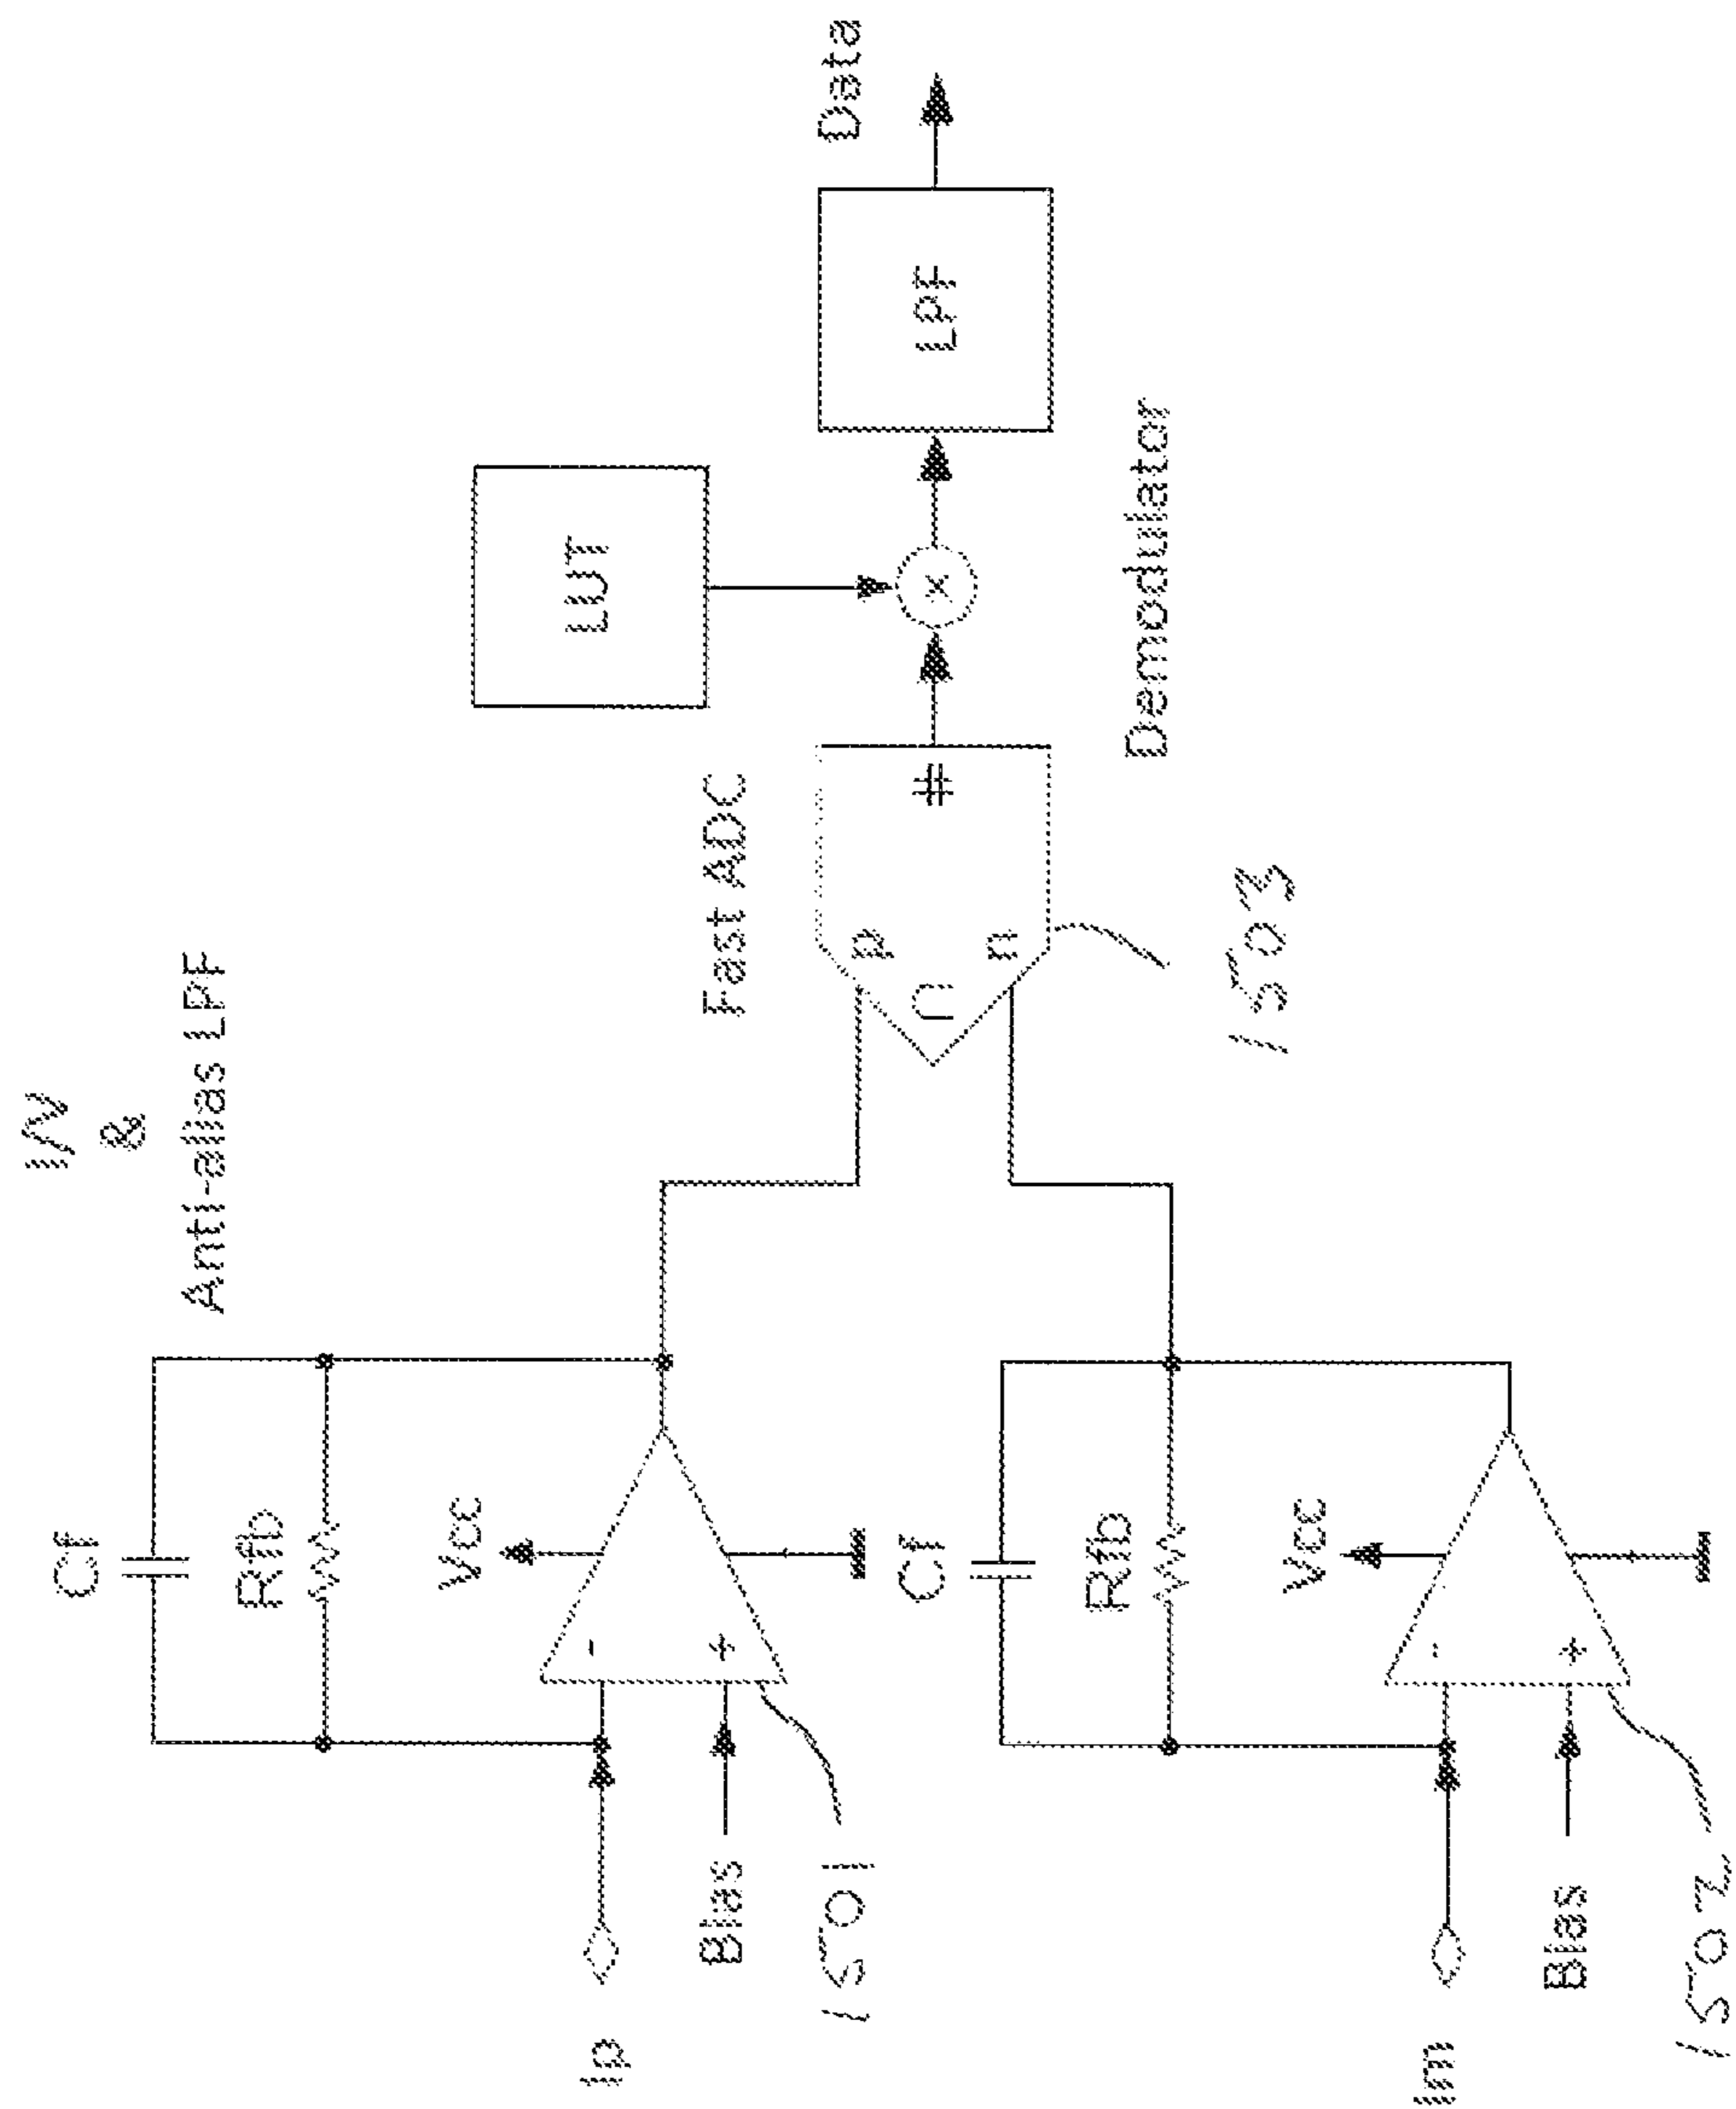 I/V
&
Anti-alias LPF
Cf
Rfb
Vcc
-
+
Ip
Bias
1501
Fast ADC
p
∩
n
#
1503
LUT
×
LPF
Data
Demodulator
Cf
Rfb
Vcc
-
+
Im
Bias
1502